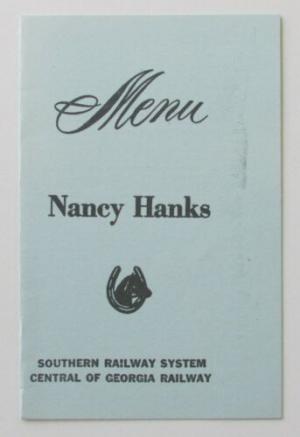 Menu
Nancy Hanks
SOUTHERN RAILWAY SYSTEM
CENTRAL OF GEORGIA RAILWAY